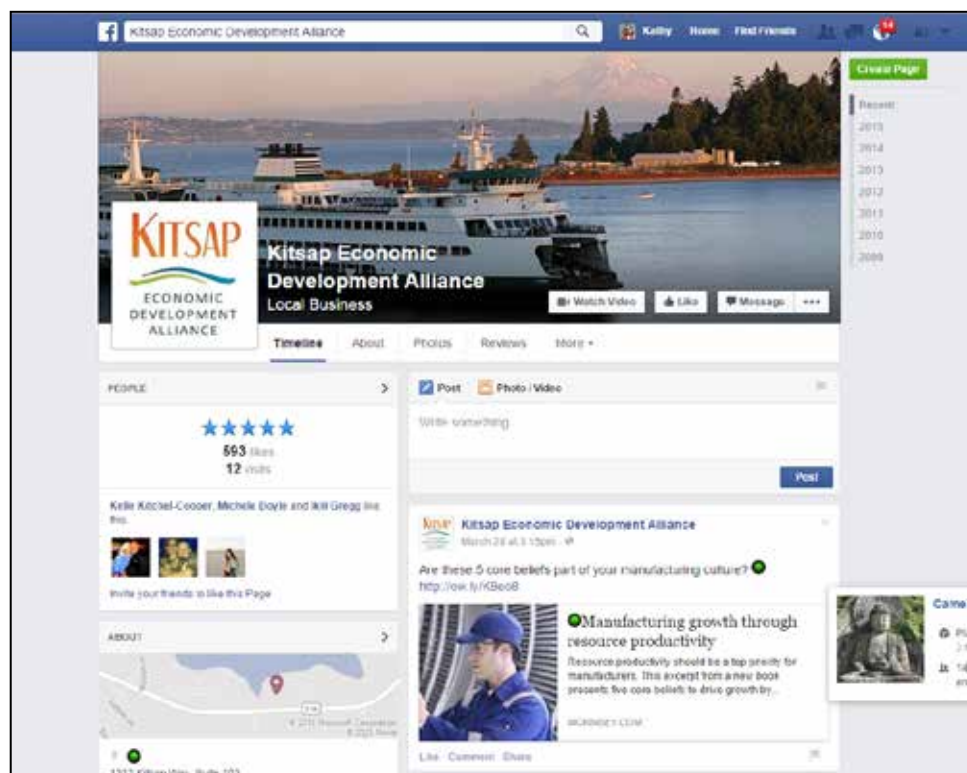 Kitsap Economic Development Alliance
Kathy Home Find Friends
14
Create Page
Recent
2015
2014
2013
2012
2011
2010
2009
KITSAP
ECONOMIC
DEVELOPMENT
ALLIANCE
Kitsap Economic
Development Alliance
Local Business
Watch Video Like Message
Timeline About Photos Reviews More
PEOPLE
593 likes
12 visits
Michele Doyle and Gregg like
this.
Invite your friends to like this Page
ABOUT
Post Photo / Video
Write something
Post
Kitsap Economic Development Alliance
March at
Are these 5 core beliefs part of your manufacturing culture?
Manufacturing growth through
resource productivity
Resource productivity should be a top priority for
manufacturers. This excerpt from a new book
presents five core beliefs to drive growth by...
MCKINSEY.COM
Like Comment Share
Came